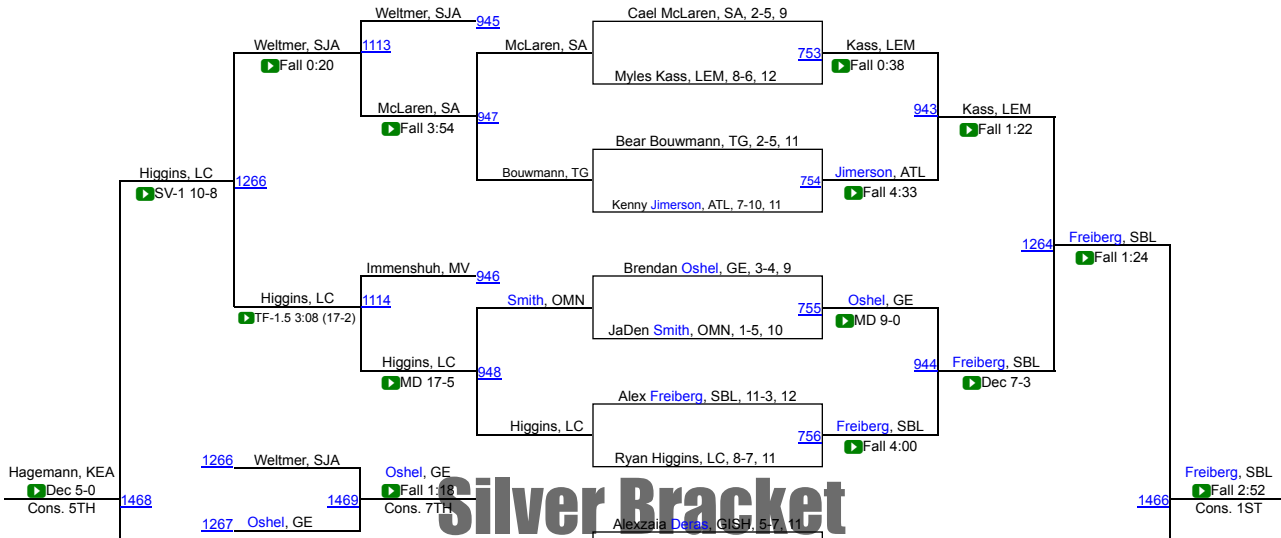 Weltmer, SJA
945
Cael McLaren, SA, 2-5, 9
Weltmer, SJA
1113
McLaren, SA
753
Kass, LEM
Fall 0:20
Fall 0:38
Myles Kass, LEM, 8-6, 12
McLaren, SA
947
943
Kass, LEM
Fall 3:54
Fall 1:22
Bear Bouwmann, TG, 2-5, 11
Higgins, LC
1266
Bouwmann, TG
754
Jimerson, ATL
SV-1 10-8
Fall 4:33
Kenny Jimerson, ATL, 7-10, 11
1264
Freiberg, SBL
Fall 1:24
Immenshuh, MV
946
Brendan Oshel, GE, 3-4, 9
Higgins, LC
1114
Smith, OMN
755
Oshel, GE
TF-1.5 3:08 (17-2)
MD 9-0
JaDen Smith, OMN, 1-5, 10
Higgins, LC
948
944
Freiberg, SBL
MD 17-5
Dec 7-3
Alex Freiberg, SBL, 11-3, 12
Higgins, LC
756
Freiberg, SBL
Fall 4:00
Ryan Higgins, LC, 8-7, 11
1266
Weltmer, SJA
Hagemann, KEA
Oshel, GE
Freiberg, SBL
Dec 5-0
1468
1469
Fall 1:18
1466
Fall 2:52
Cons. 5TH
Cons. 7TH
Cons. 1ST
Silver Bracket
1267
Oshel, GE
Alexzaia Deras, GISH, 5-7, 11